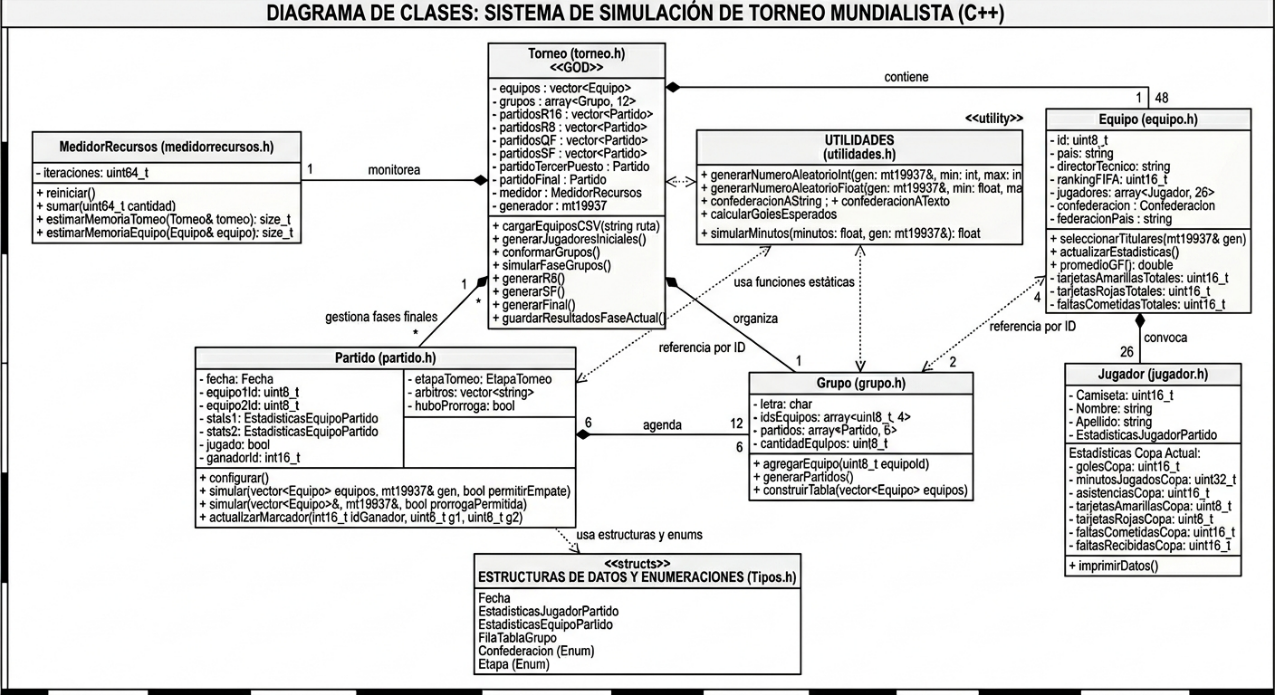 DIAGRAMA DE CLASES: SISTEMA DE SIMULACIÓN DE TORNEO MUNDIALISTA (C++)
Torneo (torneo.h)
<<GOD>>
- equipos : vector<Equipo>
- grupos : array<Grupo, 12>
- partidosR16 : vector<Partido>
- partidosR8 : vector<Partido>
- partidosQF : vector<Partido>
- partidosSF : vector<Partido>
- partidoTercerPuesto : Partido
- partidoFinal : Partido
- medidor : MedidorRecursos
- generador : mt19937
+ cargarEquiposCSV(string ruta)
+ generarJugadoresIniciales()
+ conformarGrupos()
+ simularFaseGrupos()
+ generarR8()
+ generarSF()
+ generarFinal()
+ guardarResultadosFaseActual()
contiene
1
48
MedidorRecursos (medidorrecursos.h)
- iteraciones: uint64_t
+ reiniciar()
+ sumar(uint64_t cantidad)
+ estimarMemoriaTorneo(Torneo& torneo): size_t
+ estimarMemoriaEquipo(Equipo& equipo): size_t
1
monitorea
<<utility>>
UTILIDADES
(utilidades.h)
+ generarNumeroAleatorioInt(gen: mt19937&, min: int, max: in
+ generarNumeroAleatorioFloat(gen: mt19937&, min: float, ma
+ confederacionAString ; + confederacionATexto
+ calcularGolesEsperados
+ simularMinutos(minutos: float, gen: mt19937&): float
Equipo (equipo.h)
- id: uint8_t
- pais: string
- directorTecnico: string
- rankingFIFA: uint16_t
- jugadores: array<Jugador, 26>
- confederacion : Confederacion
- federacionPais : string
+ seleccionarTitulares(mt19937& gen)
+ actualizarEstadisticas()
+ promedioGF(): double
- tarjetasAmarillasTotales: uint16_t
- tarjetasRojasTotales: uint16_t
- faltasCometidasTotales: uint16_t
1
*
gestiona fases finales
*
usa funciones estáticas
organiza
referencia por ID
1
4
referencia por ID
2
convoca
26
Partido (partido.h)
- fecha: Fecha
- equipo1Id: uint8_t
- equipo2Id: uint8_t
- stals1: EstadisticasEquipoPartido
- stats2: EstadisticasEquipoPartido
- jugado: bool
- ganadorId: int16_t
- etapaTorneo: EtapaTorneo
- arbitros: vector<string>
- huboProrroga: bool
+ configurar()
+ simular(vector<Equipo> equipos, mt19937& gen, bool permitirEmpate)
+ simular(vector<Equipo>&, mt19937&, bool prorrogaPermitida)
+ actualizarMarcador(int16_t idGanador, uint8_t g1, uint8_t g2)
6
agenda
12
6
Grupo (grupo.h)
- letra: char
- idsEquipos: array<uint8_t, 4>
- partidos: array<Partido, 6>
- cantidadEquipos: uint8_t
+ agregarEquipo(uint8_t equipoId)
+ generarPartidos()
+ construirTabla(vector<Equipo> equipos)
Jugador (jugador.h)
- Camiseta: uint16_t
- Nombre: string
- Apellido: string
- EstadisticasJugadorPartido
Estadísticas Copa Actual:
- golesCopa: uint16_t
- minutosJugadosCopa: uint32_t
- asistenciasCopa: uint16_t
- tarjetasAmarillasCopa: uint8_t
- tarjetasRojasCopa: uint8_t
- faltasCometidasCopa: uint16_t
- faltasRecibidasCopa: uint16_t
+ imprimirDatos()
usa estructuras y enums
<<structs>>
ESTRUCTURAS DE DATOS Y ENUMERACIONES (Tipos.h)
Fecha
EstadisticasJugadorPartido
EstadisticasEquipoPartido
FilaTablaGrupo
Confederacion (Enum)
Etapa (Enum)